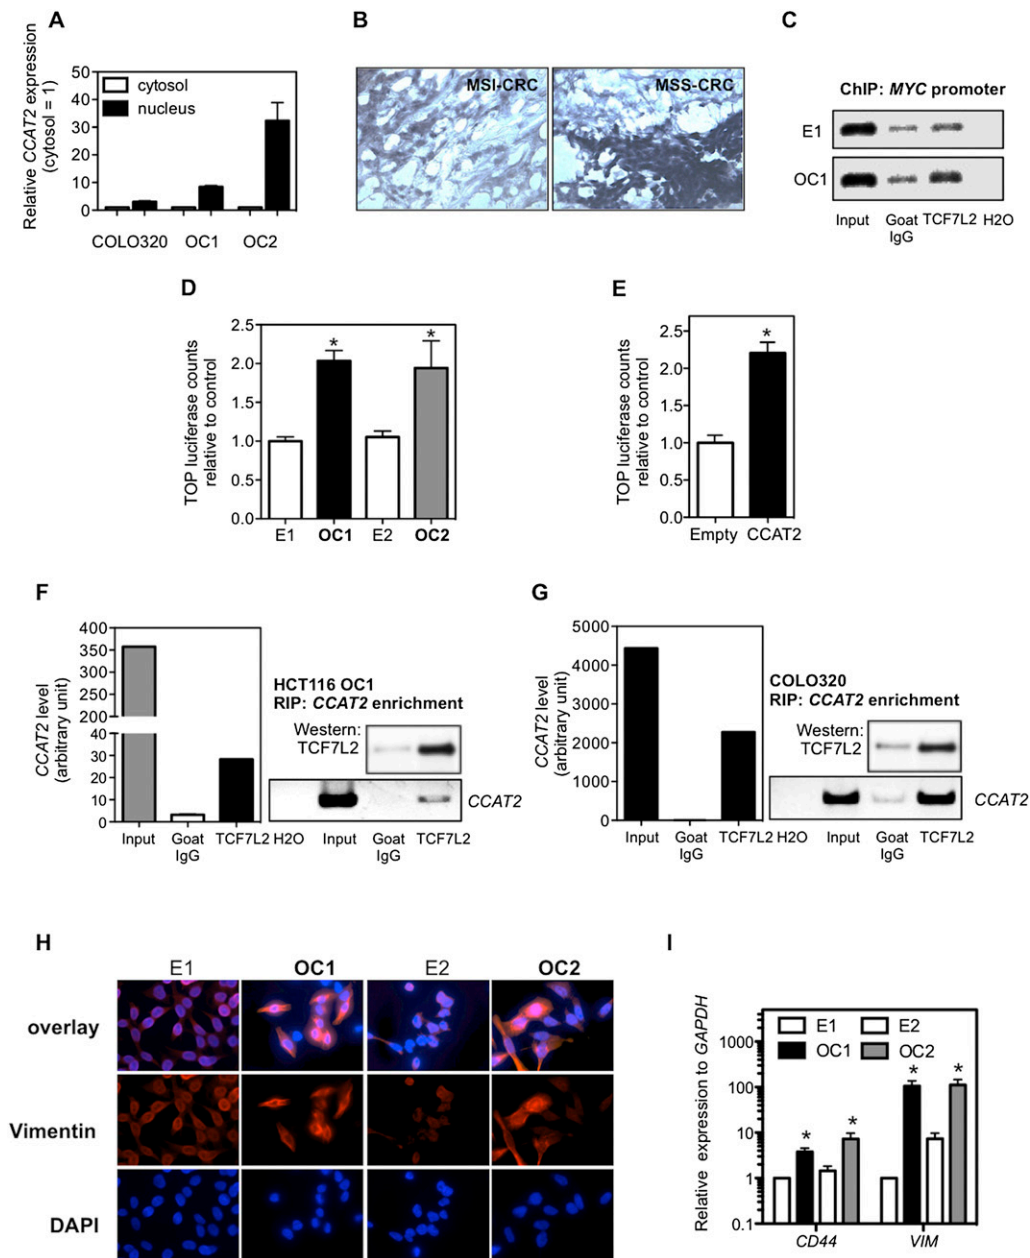 A
Relative CCAT2 expression
(cytosol = 1)
50
40
30
20
10
0
cytosol
nucleus
COLO320 OC1 OC2
B
MSI-CRC
MSS-CRC
C
ChIP: MYC promoter
E1
OC1
Input Goat TCF7L2 H2O
IgG
D
TOP luciferase counts
relative to control
2.5
2.0
1.5
1.0
0.5
0.0
* *
E1 OC1 E2 OC2
E
TOP luciferase counts
relative to control
2.5
2.0
1.5
1.0
0.5
0.0
*
Empty CCAT2
F
CCAT2 level
(arbitrary unit)
400
350
300
250
200
40
30
20
10
0
Input Goat TCF7L2 H2O Input Goat TCF7L2
IgG IgG
HCT116 OC1
RIP: CCAT2 enrichment
Western:
TCF7L2
CCAT2
G
CCAT2 level
(arbitrary unit)
5000
4000
3000
2000
1000
0
Input Goat TCF7L2 H2O Input Goat TCF7L2
IgG IgG
COLO320
RIP: CCAT2 enrichment
Western:
TCF7L2
CCAT2
H
E1 OC1 E2 OC2
overlay
Vimentin
DAPI
I
Relative expression to GAPDH
1000
100
10
1
0.1
E1 E2
OC1 OC2
* * * *
CD44 VIM